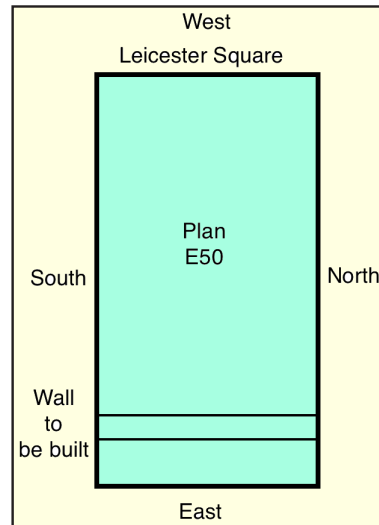 West
Leicester Square
Plan
E50
South
North
Wall
to
be built
East